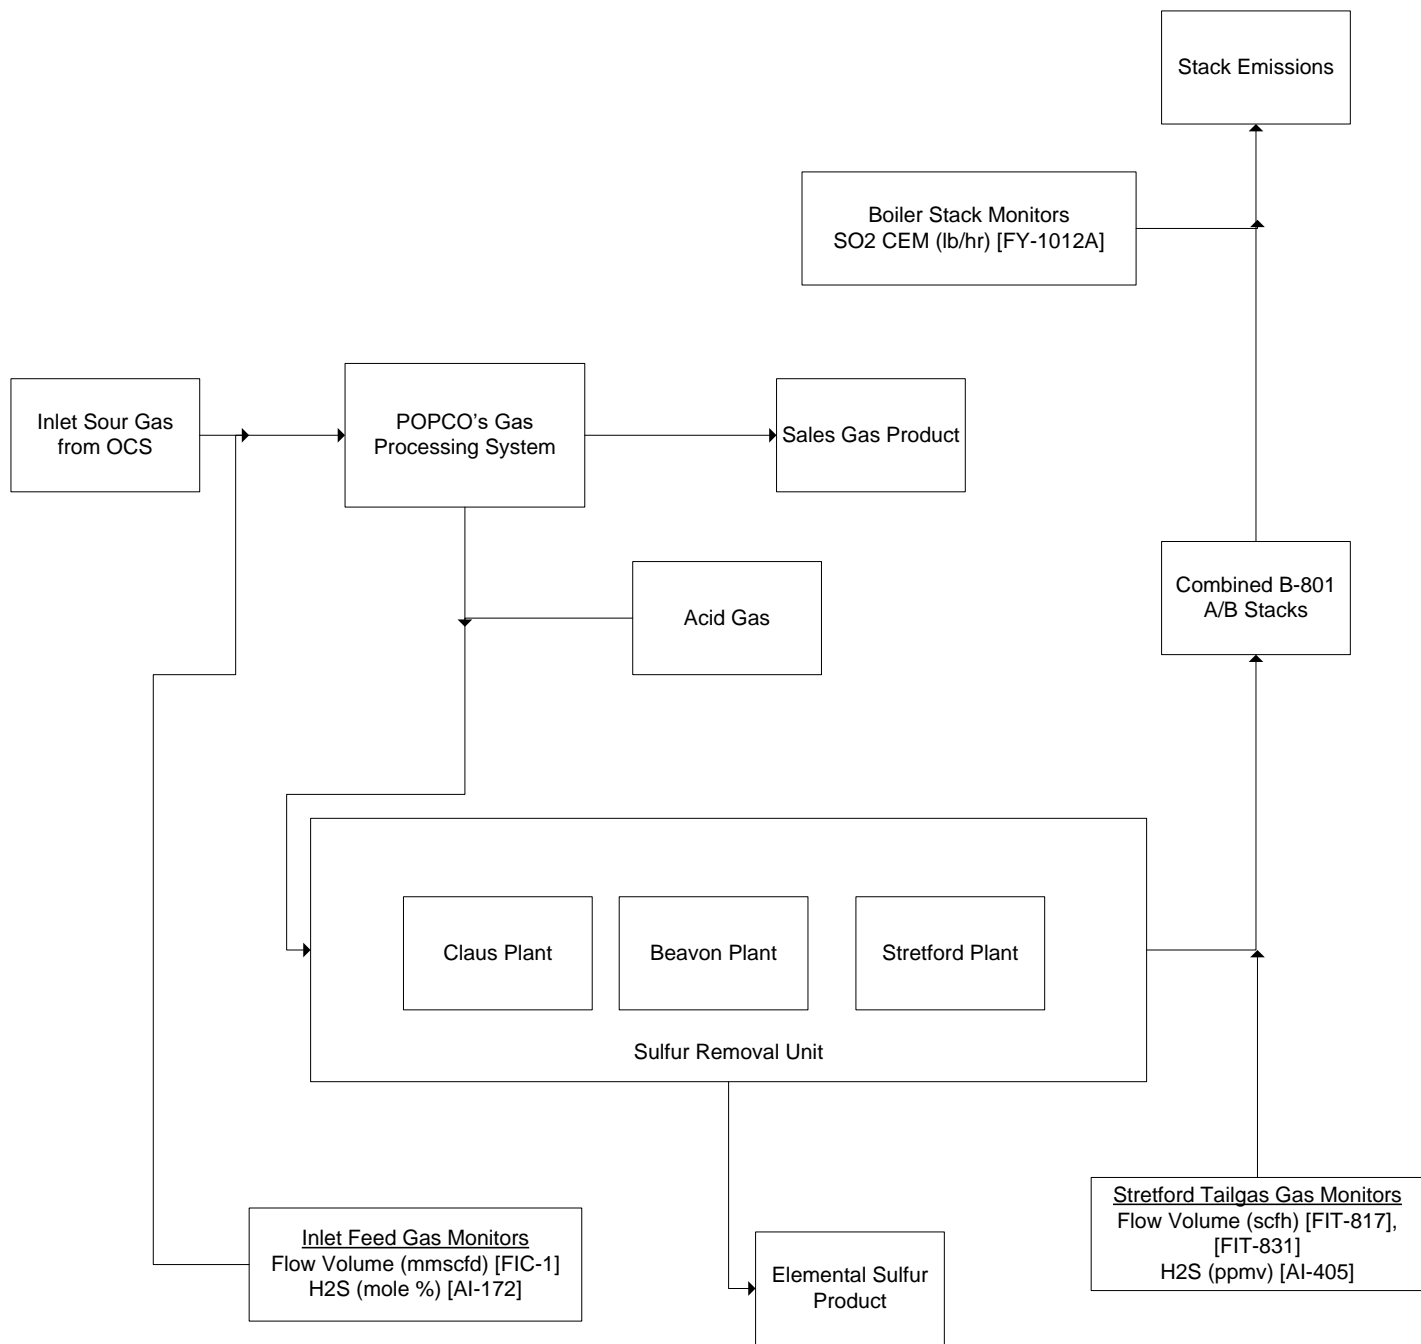 Stack Emissions
Boiler Stack Monitors
SO2 CEM (lb/hr) [FY-1012A]
Inlet Sour Gas
from OCS
POPCO’s Gas
Processing System
Sales Gas Product
Acid Gas
Combined B-801
A/B Stacks
Claus Plant
Beavon Plant
Stretford Plant
Sulfur Removal Unit
Inlet Feed Gas Monitors
Flow Volume (mmscfd) [FIC-1]
H2S (mole %) [AI-172]
Elemental Sulfur
Product
Stretford Tailgas Gas Monitors
Flow Volume (scfh) [FIT-817],
[FIT-831]
H2S (ppmv) [AI-405]